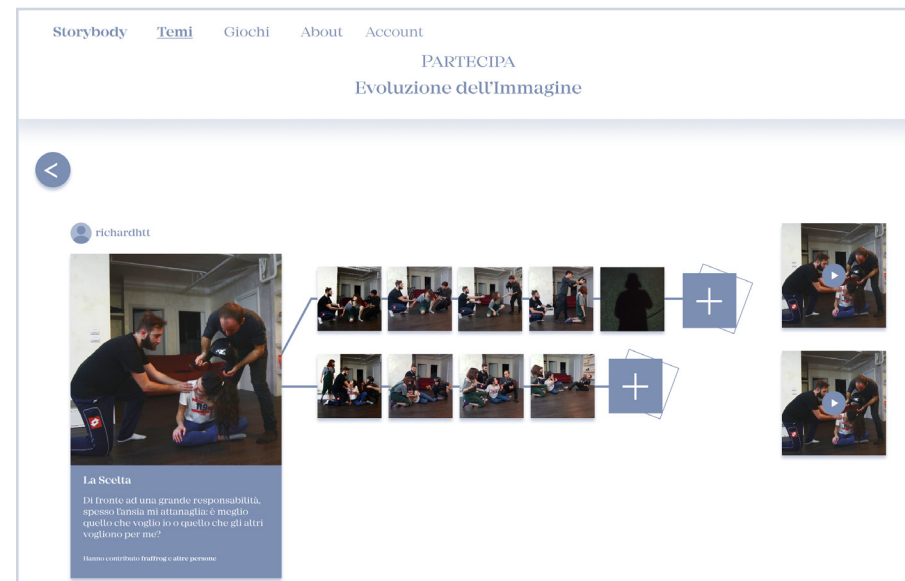 Storybody Temi Giochi About Account
PARTECIPA
Evoluzione dell'Immagine
<
richardhtt
La Scelta
Di fronte ad una grande responsabilità,
spesso l'ansia mi attanaglia: è meglio
quello che voglio io o quello che gli altri
vogliono per me?
Hanno contribuito fraffrog e altre persone